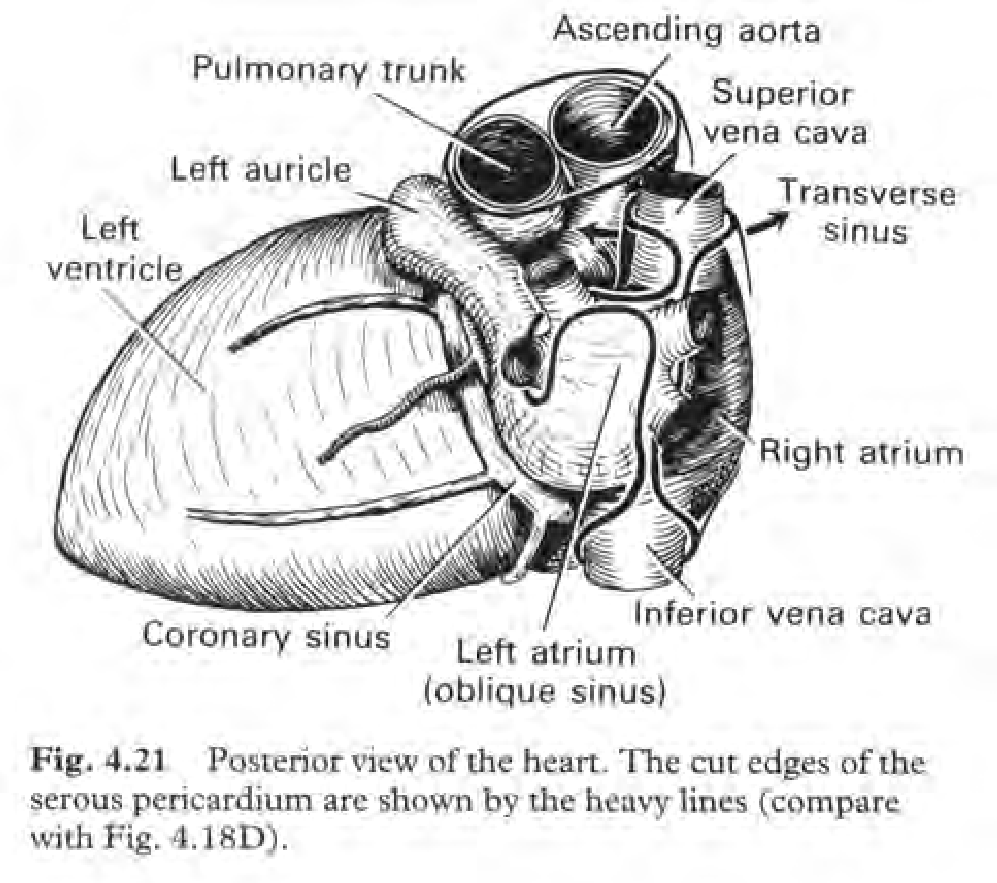 Ascending aorta
Pulmonary trunk
Superior
vena cava
Left auricle
Transverse
sinus
Left
ventricle
Right atrium
Inferior vena cava
Coronary sinus
Left atrium
(oblique sinus)
Fig. 4.21 Posterior view of the heart. The cut edges of the
serous pericardium are shown by the heavy lines (compare
with Fig. 4.18D).